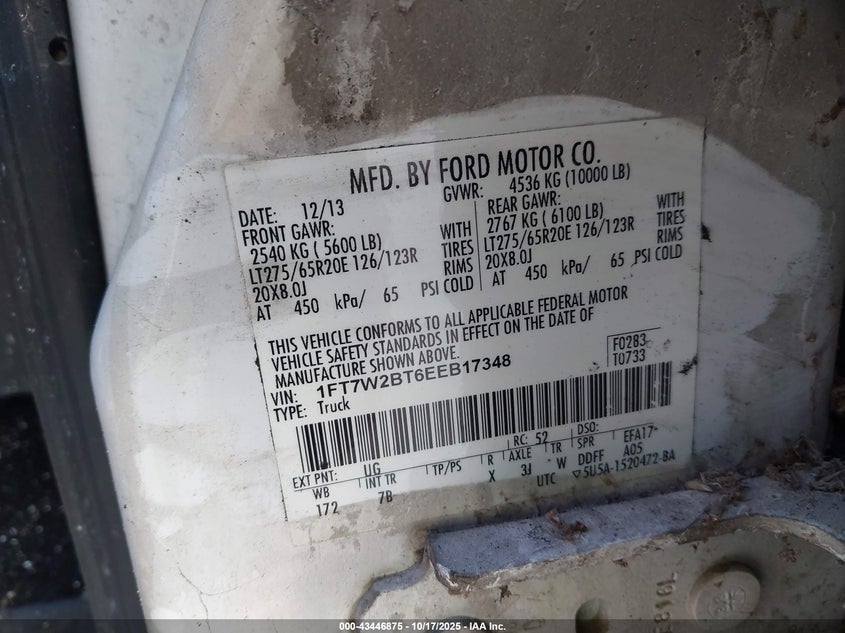 MFD. BY FORD MOTOR CO.
DATE: 12/13 GVWR: 4536 KG (10000 LB)
FRONT GAWR: REAR GAWR:
2540 KG ( 5600 LB) WITH 2767 KG ( 6100 LB) WITH
LT275/65R20E 126/123R TIRES LT275/65R20E 126/123R TIRES
20X8.0J RIMS 20X8.0J RIMS
AT 450 kPa/ 65 PSI COLD AT 450 kPa/ 65 PSI COLD
THIS VEHICLE CONFORMS TO ALL APPLICABLE FEDERAL MOTOR
VEHICLE SAFETY STANDARDS IN EFFECT ON THE DATE OF
MANUFACTURE SHOWN ABOVE.
VIN: 1FT7W2BT6EEB17348 F0283
TYPE: Truck T0733
RC: 52 DSO:
EXT PNT: UG TP/PS R AXLE TR SPR EFA17
WB INT TR X 3J W DDFF A05
172 7B UTC ▽5U5A-1520472-BA
000-43446875 - 10/17/2025 - IAA Inc.